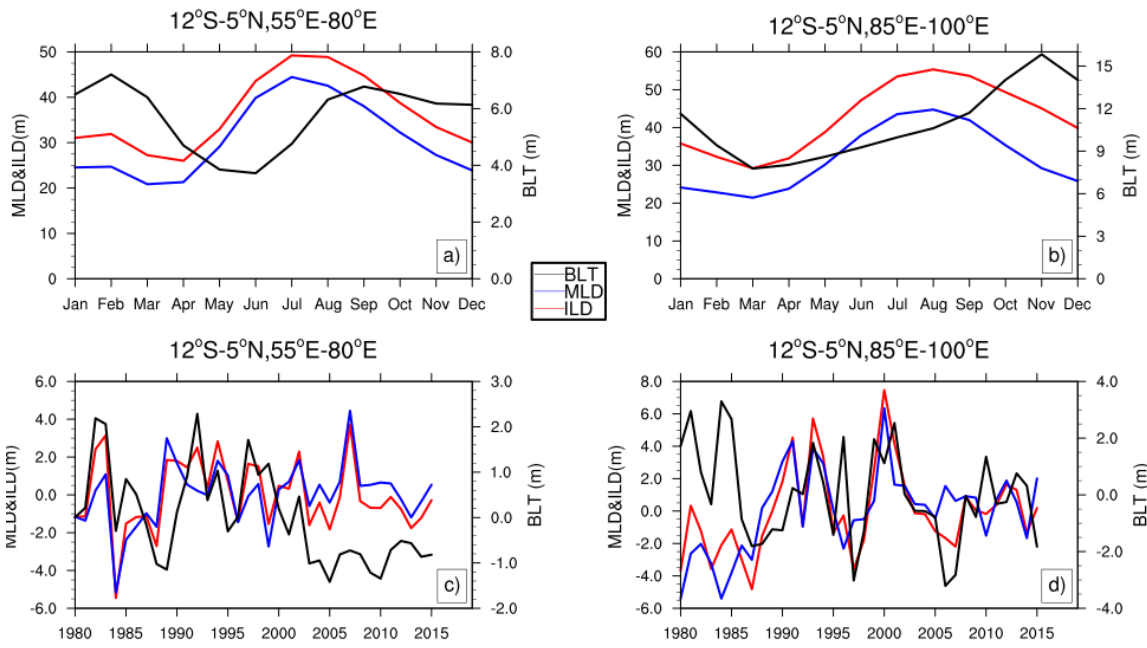 12°S-5°N,55°E-80°E
50
40
30
20
10
0
MLD&ILD(m)
8.0
6.0
4.0
2.0
0.0
BLT (m)
a)
Jan Feb Mar Apr May Jun Jul Aug Sep Oct Nov Dec
12°S-5°N,85°E-100°E
60
50
40
30
20
10
0
MLD&ILD(m)
15
12
9
6
3
0
BLT (m)
b)
Jan Feb Mar Apr May Jun Jul Aug Sep Oct Nov Dec
BLT
MLD
ILD
12°S-5°N,55°E-80°E
6.0
4.0
2.0
0.0
-2.0
-4.0
-6.0
MLD&ILD(m)
3.0
2.0
1.0
0.0
-1.0
-2.0
BLT (m)
c)
1980 1985 1990 1995 2000 2005 2010 2015
12°S-5°N,85°E-100°E
8.0
6.0
4.0
2.0
0.0
-2.0
-4.0
-6.0
MLD&ILD(m)
4.0
2.0
0.0
-2.0
-4.0
BLT (m)
d)
1980 1985 1990 1995 2000 2005 2010 2015